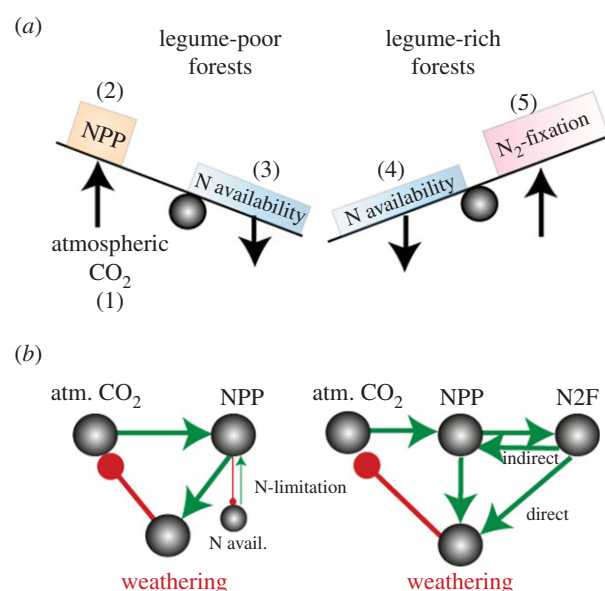 (a)
legume-poor
forests
legume-rich
forests
(2)
NPP
(3)
N availability
atmospheric
CO₂
(1)
(4)
N availability
(5)
N₂-fixation
(b)
atm. CO₂
NPP
N-limitation
N avail.
weathering
atm. CO₂
NPP
N2F
indirect
direct
weathering